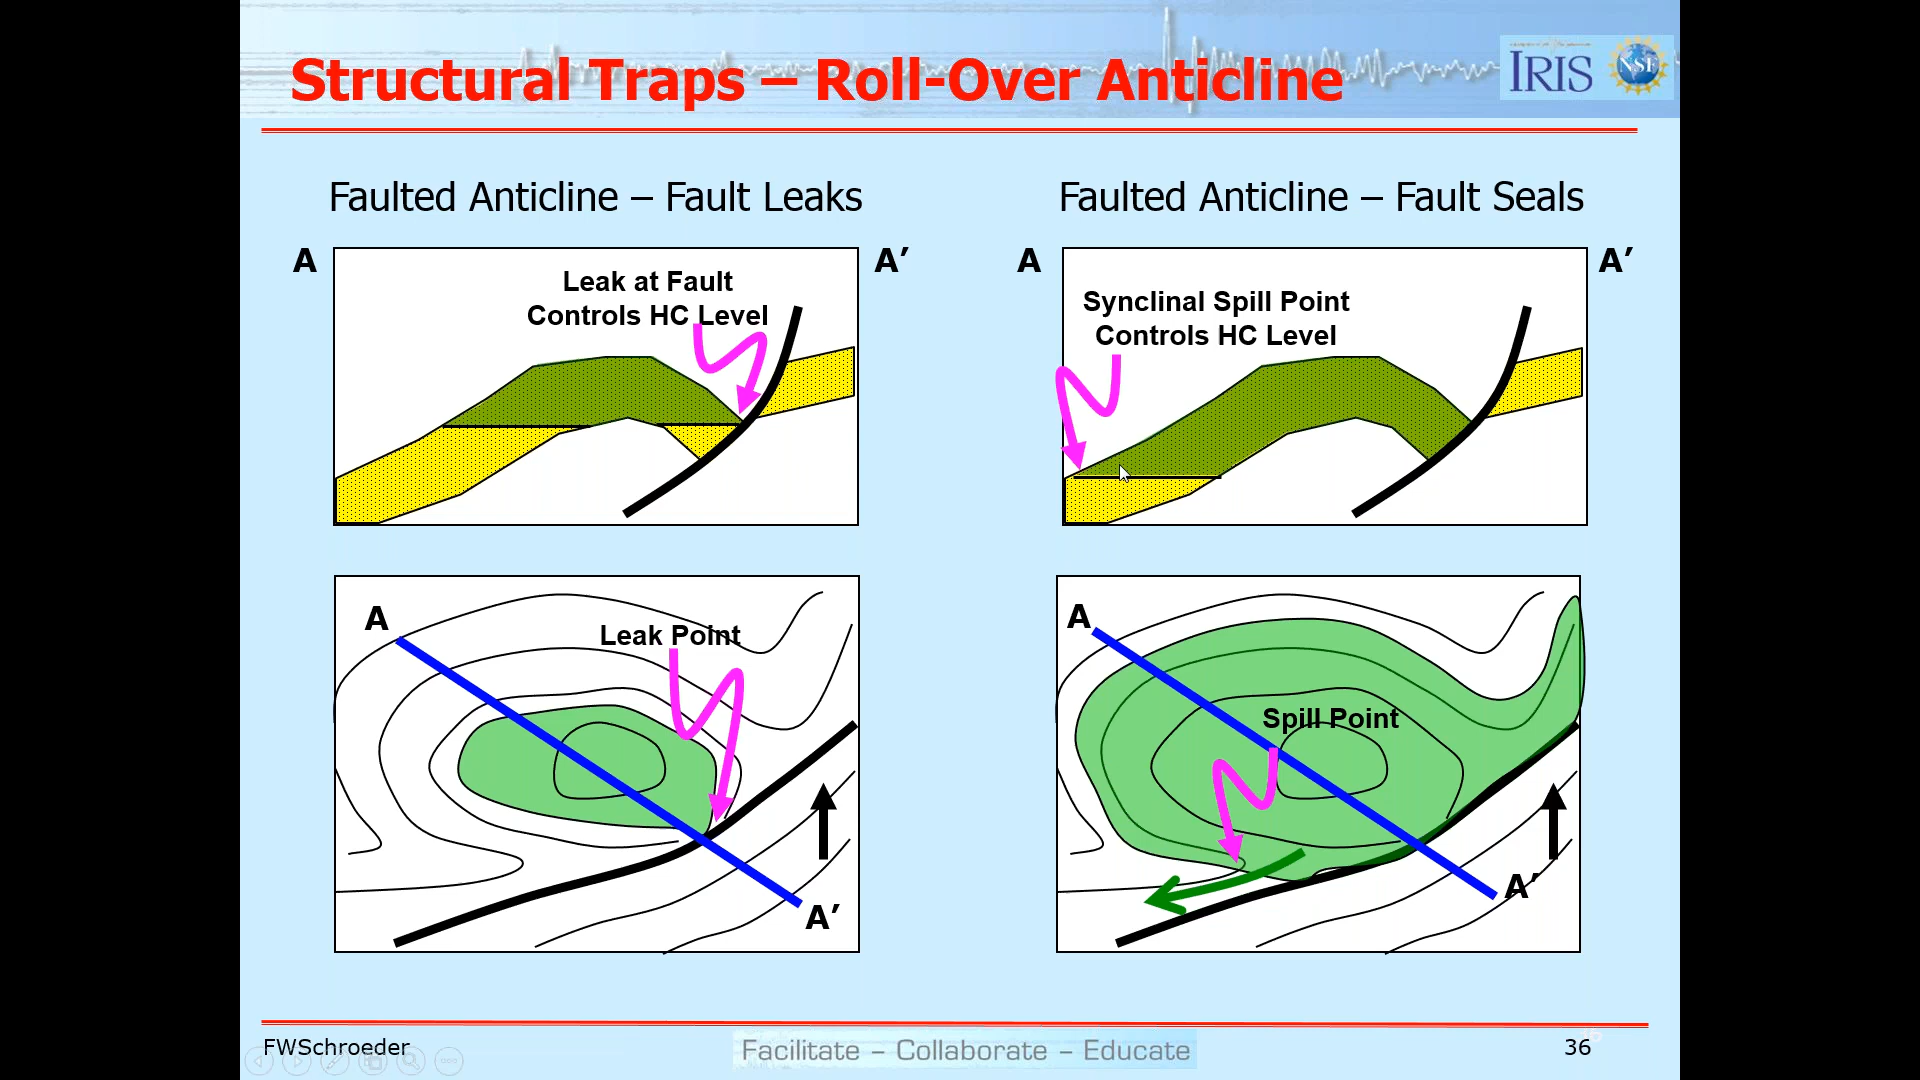 Structural Traps – Roll-Over Anticline
IRIS
NSF
Faulted Anticline – Fault Leaks
Faulted Anticline – Fault Seals
A
A’
Leak at Fault
Controls HC Level
A
A’
Synclinal Spill Point
Controls HC Level
A
Leak Point
A’
A
Spill Point
A’
FWSchroeder
Facilitate – Collaborate – Educate
36